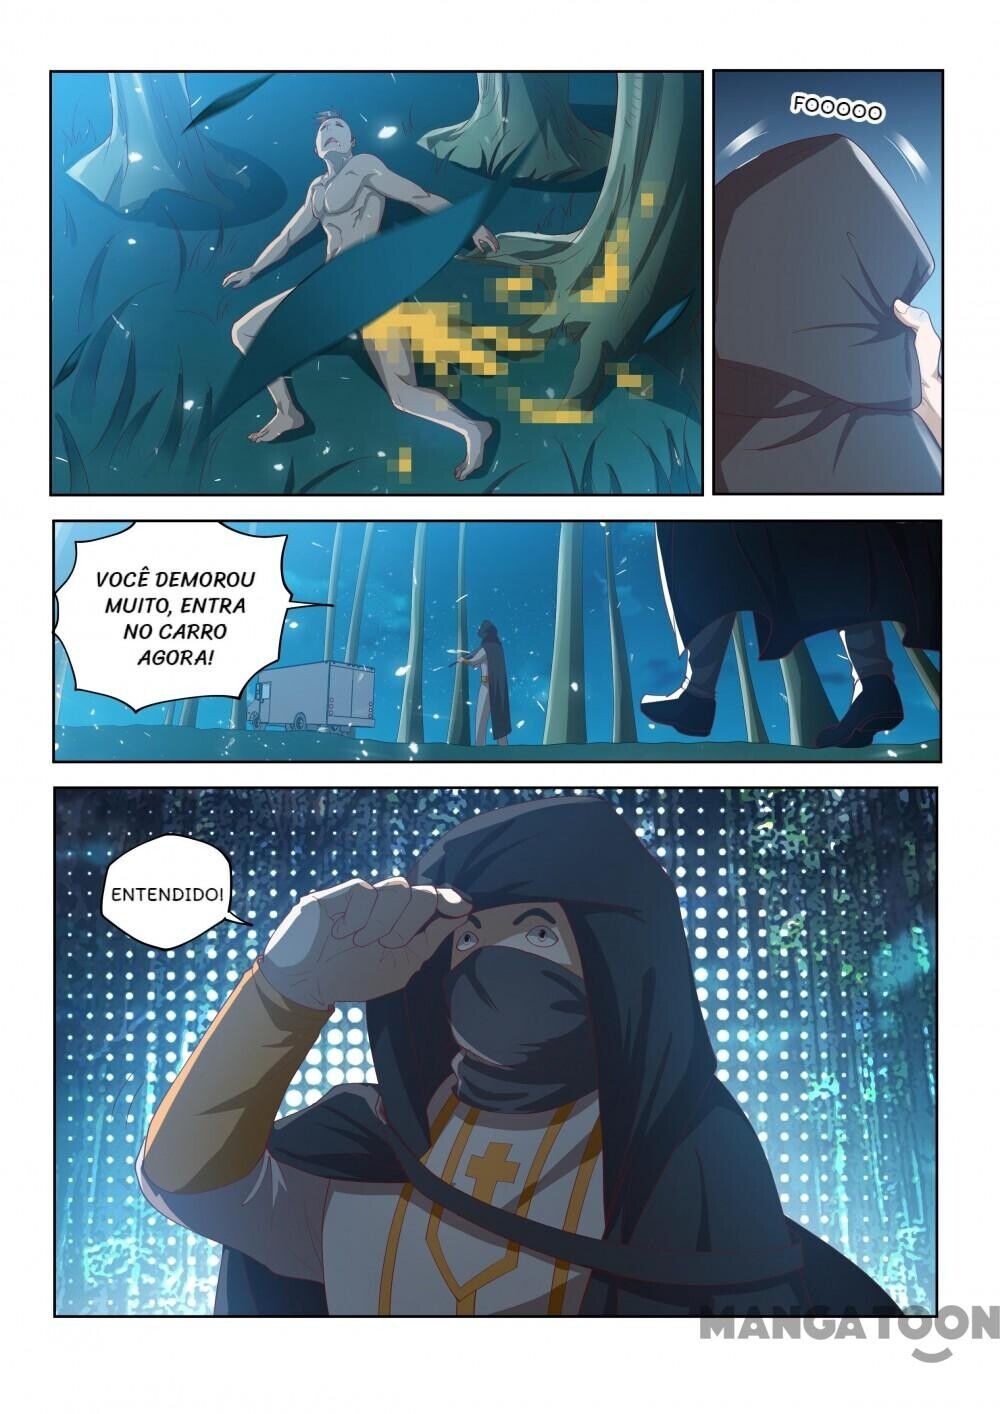 FOOOOO
VOCÊ DEMOROU
MUITO, ENTRA
NO CARRO
AGORA!
ENTENDIDO!
MANGATOON